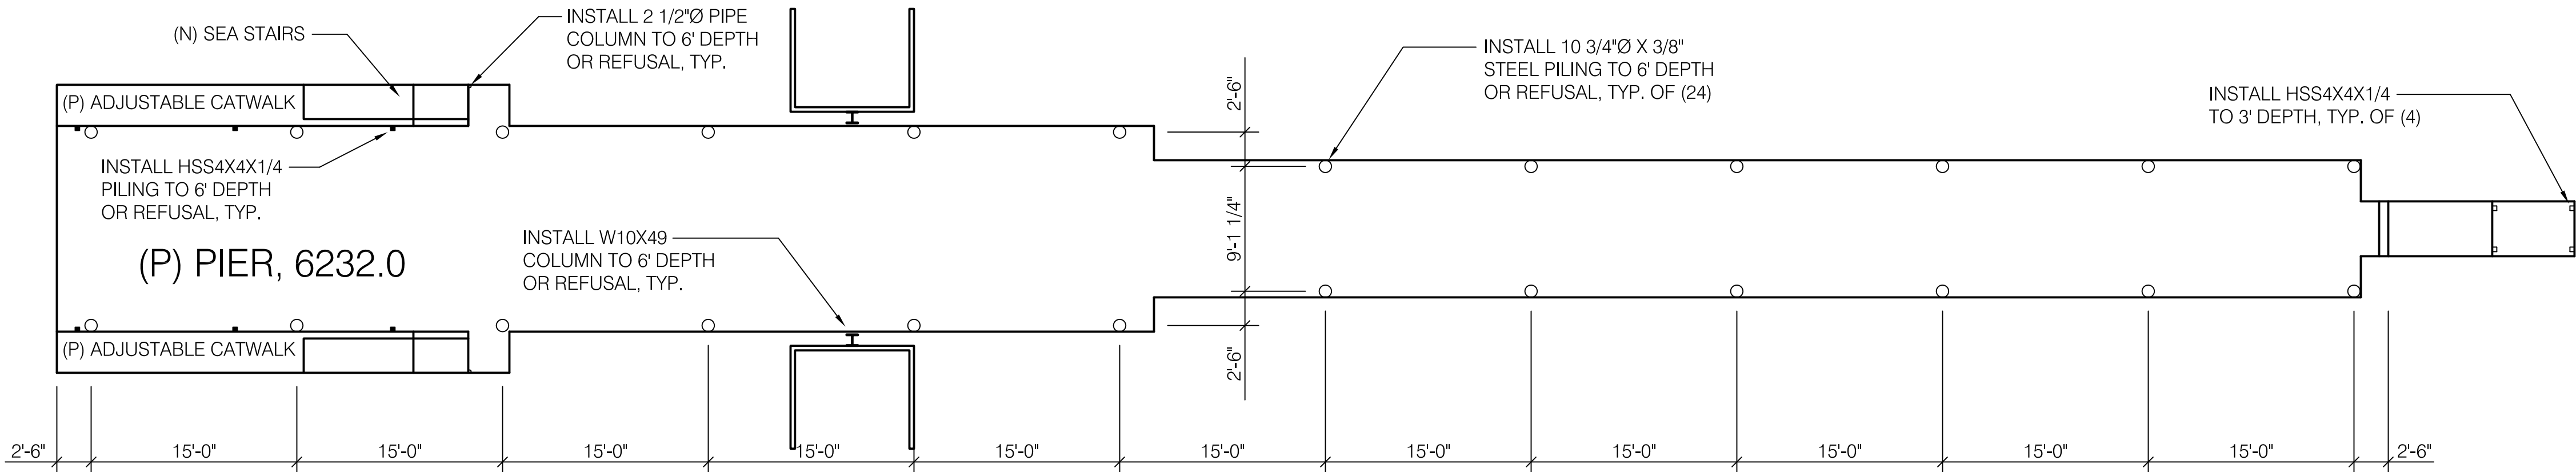 INSTALL 2 1/2"Ø PIPE
COLUMN TO 6' DEPTH
OR REFUSAL, TYP.
(N) SEA STAIRS
INSTALL 10 3/4"Ø X 3/8"
STEEL PILING TO 6' DEPTH
OR REFUSAL, TYP. OF (24)
INSTALL HSS4X4X1/4
TO 3' DEPTH, TYP. OF (4)
(P) ADJUSTABLE CATWALK
2'-6"
INSTALL HSS4X4X1/4
PILING TO 6' DEPTH
OR REFUSAL, TYP.
9'-1 1/4"
INSTALL W10X49
COLUMN TO 6' DEPTH
OR REFUSAL, TYP.
(P) PIER, 6232.0
(P) ADJUSTABLE CATWALK
2'-6"
2'-6" 15'-0" 15'-0" 15'-0" 15'-0" 15'-0" 15'-0" 15'-0" 15'-0" 15'-0" 15'-0" 15'-0" 2'-6"